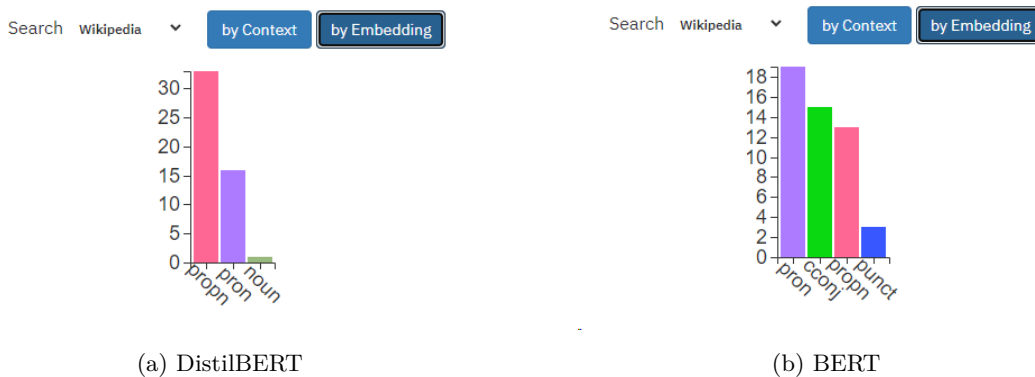 Search Wikipedia by Context by Embedding
30
25
20
15
10
5
0
propn pron noun
(a) DistilBERT
Search Wikipedia by Context by Embedding
18
16
14
12
10
8
6
4
2
0
pron cconj propn punct
(b) BERT